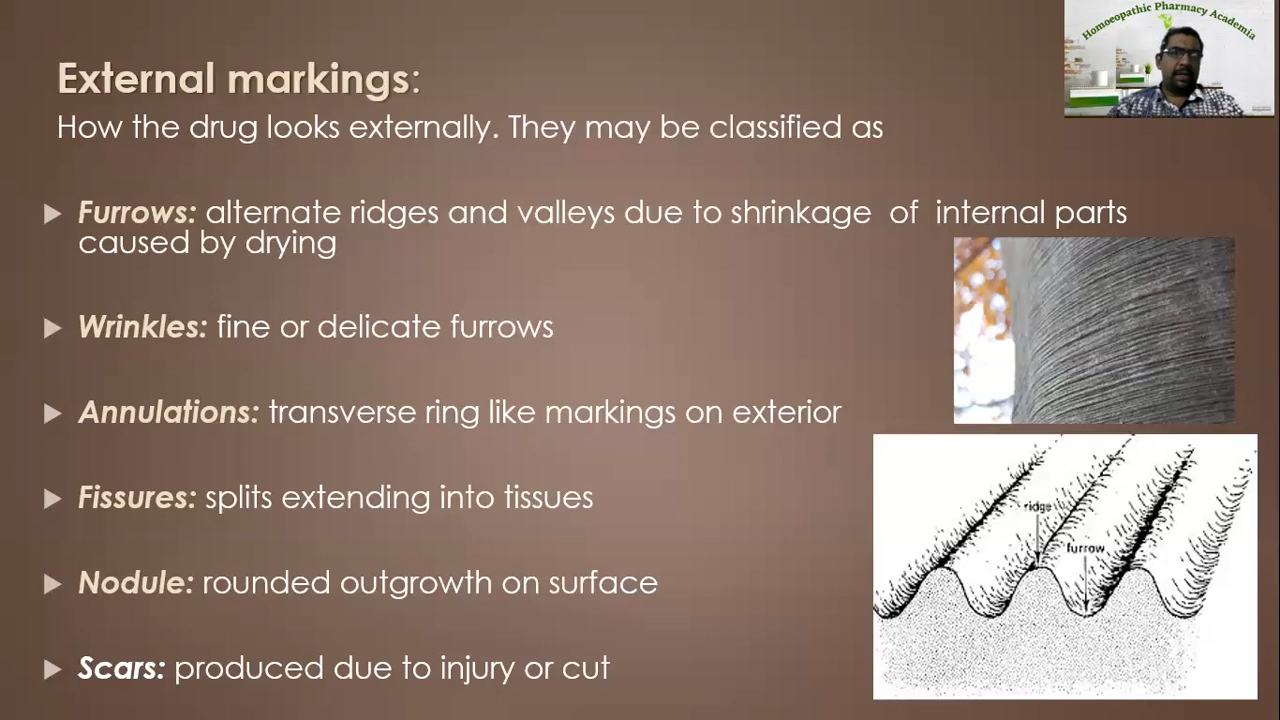 Homoeopathic Pharmacy Academia
External markings:
How the drug looks externally. They may be classified as
Furrows: alternate ridges and valleys due to shrinkage of internal parts
caused by drying
Wrinkles: fine or delicate furrows
Annulations: transverse ring like markings on exterior
Fissures: splits extending into tissues
ridge
furrow
Nodule: rounded outgrowth on surface
Scars: produced due to injury or cut